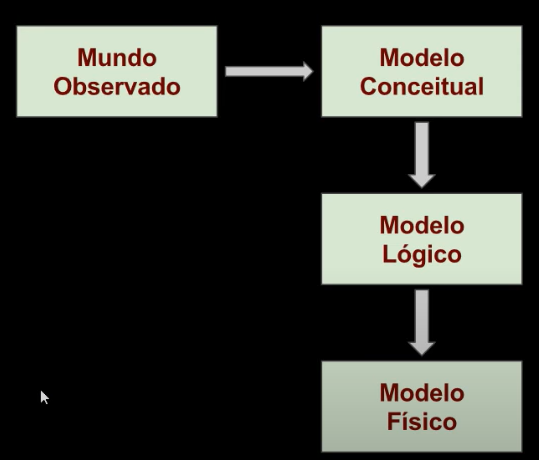 Mundo
Observado
Modelo
Conceitual
Modelo
Lógico
Modelo
Físico